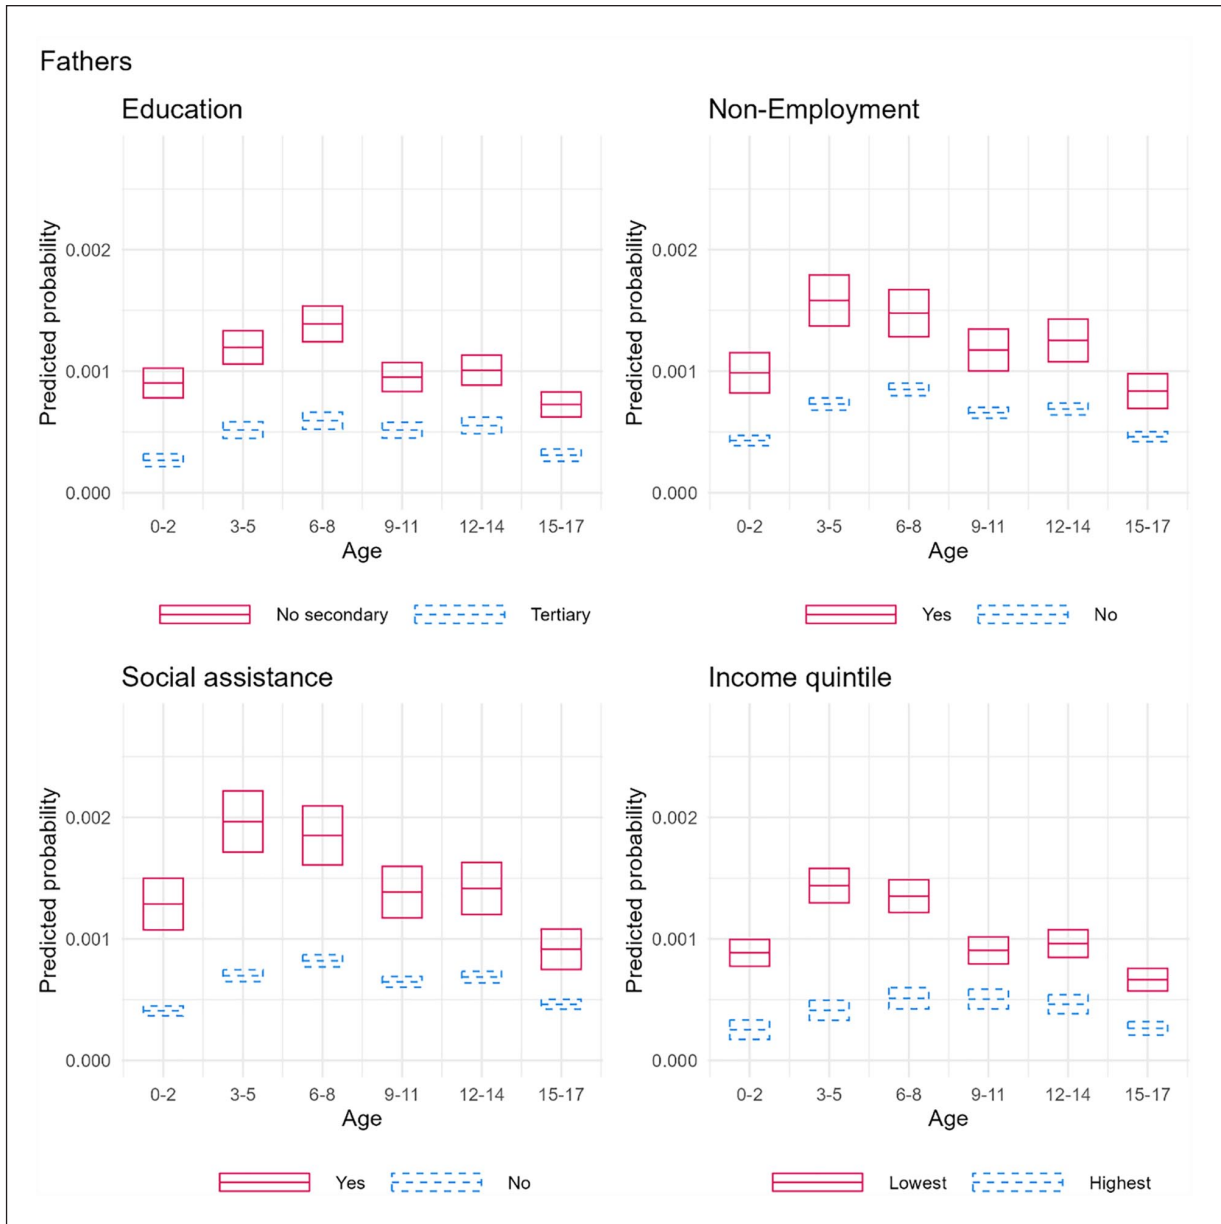 Fathers
Education
Predicted probability
0.002
0.001
0.000
0-2 3-5 6-8 9-11 12-14 15-17
Age
No secondary Tertiary
Non-Employment
Predicted probability
0.002
0.001
0.000
0-2 3-5 6-8 9-11 12-14 15-17
Age
Yes No
Social assistance
Predicted probability
0.002
0.001
0.000
0-2 3-5 6-8 9-11 12-14 15-17
Age
Yes No
Income quintile
Predicted probability
0.002
0.001
0.000
0-2 3-5 6-8 9-11 12-14 15-17
Age
Lowest Highest